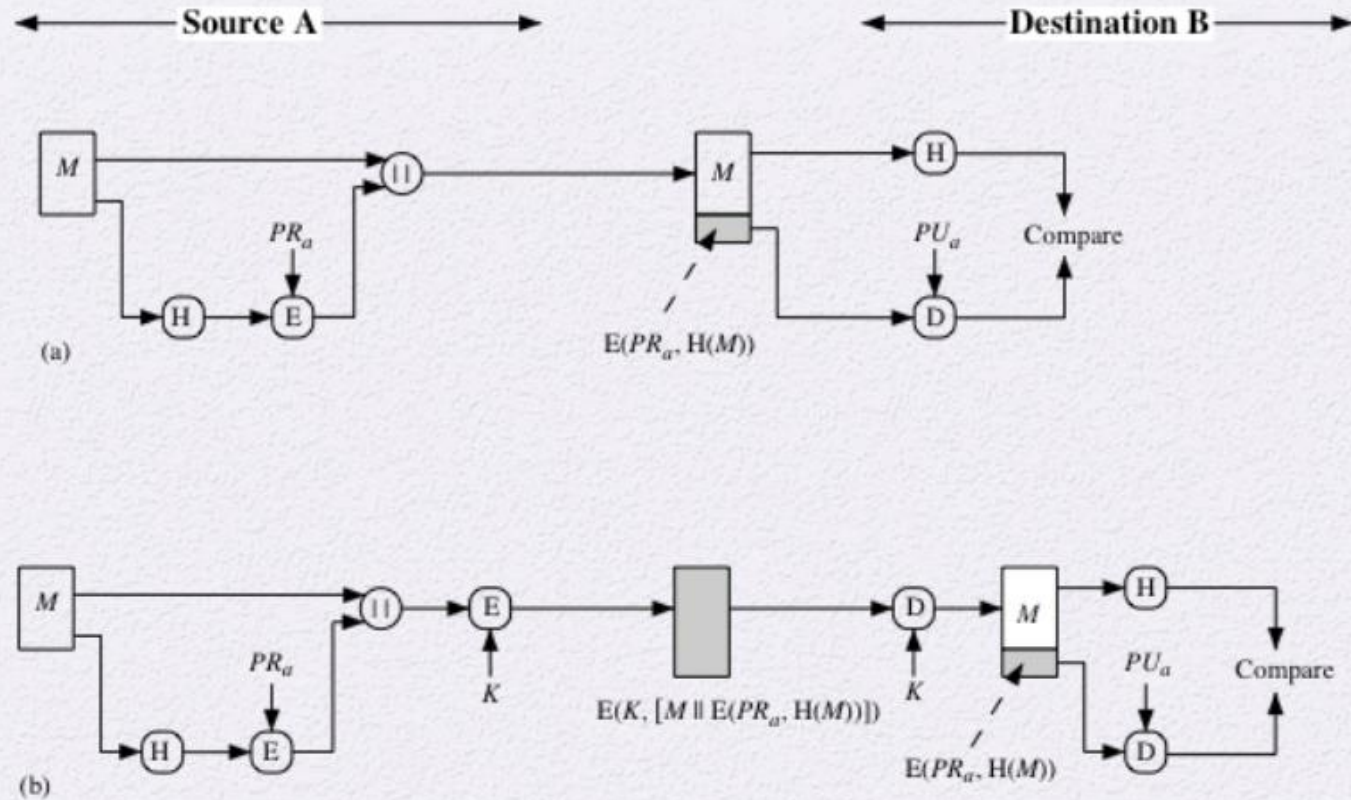 Source A
Destination B
M
||
M
H
PRₐ
PUₐ
Compare
H
E
D
E(PRₐ, H(M))
(a)
M
||
E
D
M
H
PRₐ
K
K
PUₐ
Compare
E(K, [M || E(PRₐ, H(M))])
H
E
D
E(PRₐ, H(M))
(b)